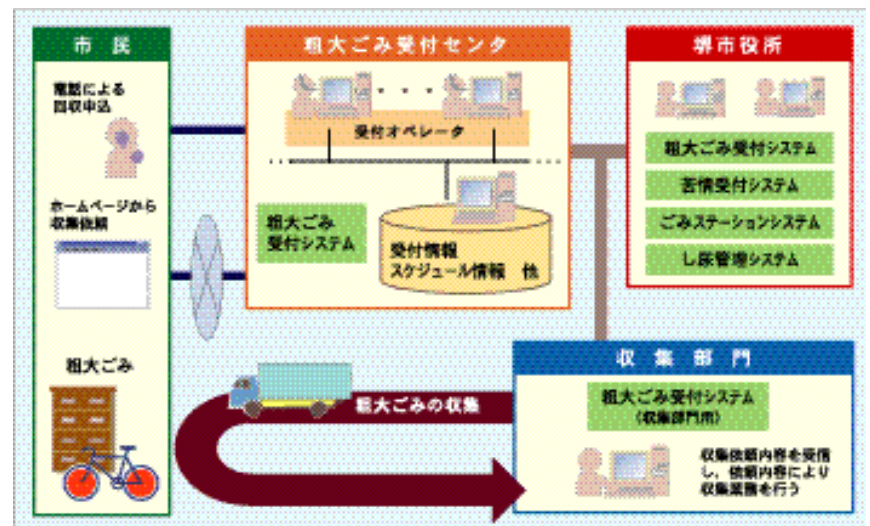 市民
電話による
回収申込
ホームページから
収集依頼
粗大ごみ
粗大ごみ受付センタ
受付オペレータ
粗大ごみ
受付システム
受付情報
スケジュール情報 他
堺市役所
粗大ごみ受付システム
苦情受付システム
ごみステーションシステム
し尿管理システム
収集部門
粗大ごみ受付システム
(収集部門用)
収集依頼内容を受信
し、依頼内容により
収集業務を行う
粗大ごみの収集